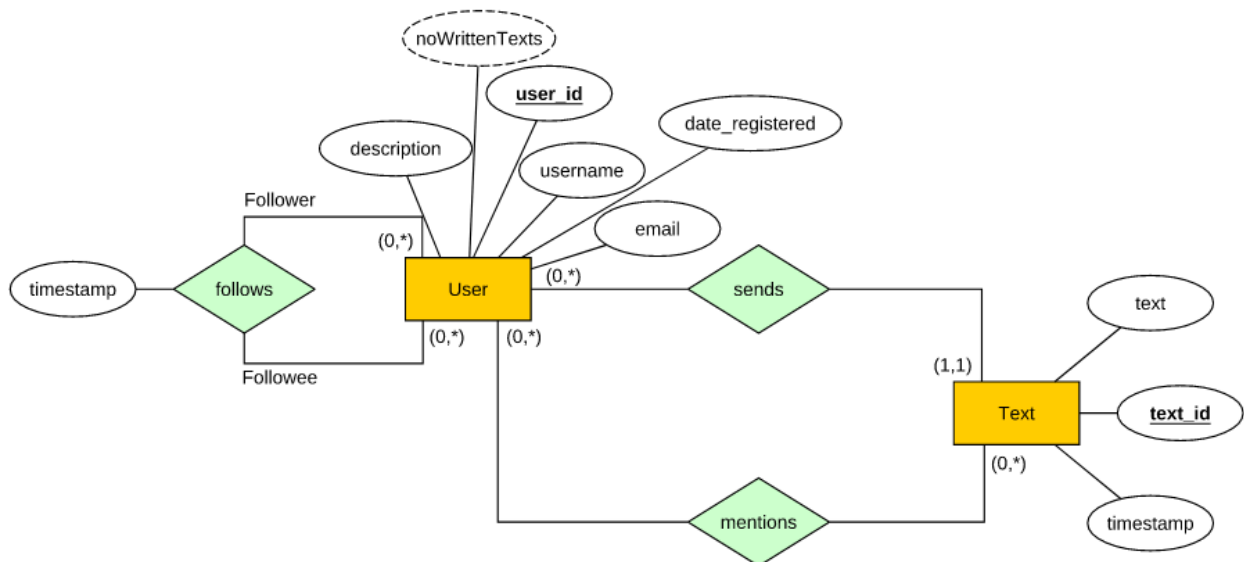 noWrittenTexts
user_id
date_registered
description
username
Follower
email
(0,*)
(0,*)
timestamp
follows
User
sends
text
(0,*)
(0,*)
(1,1)
Followee
Text
text_id
(0,*)
mentions
timestamp